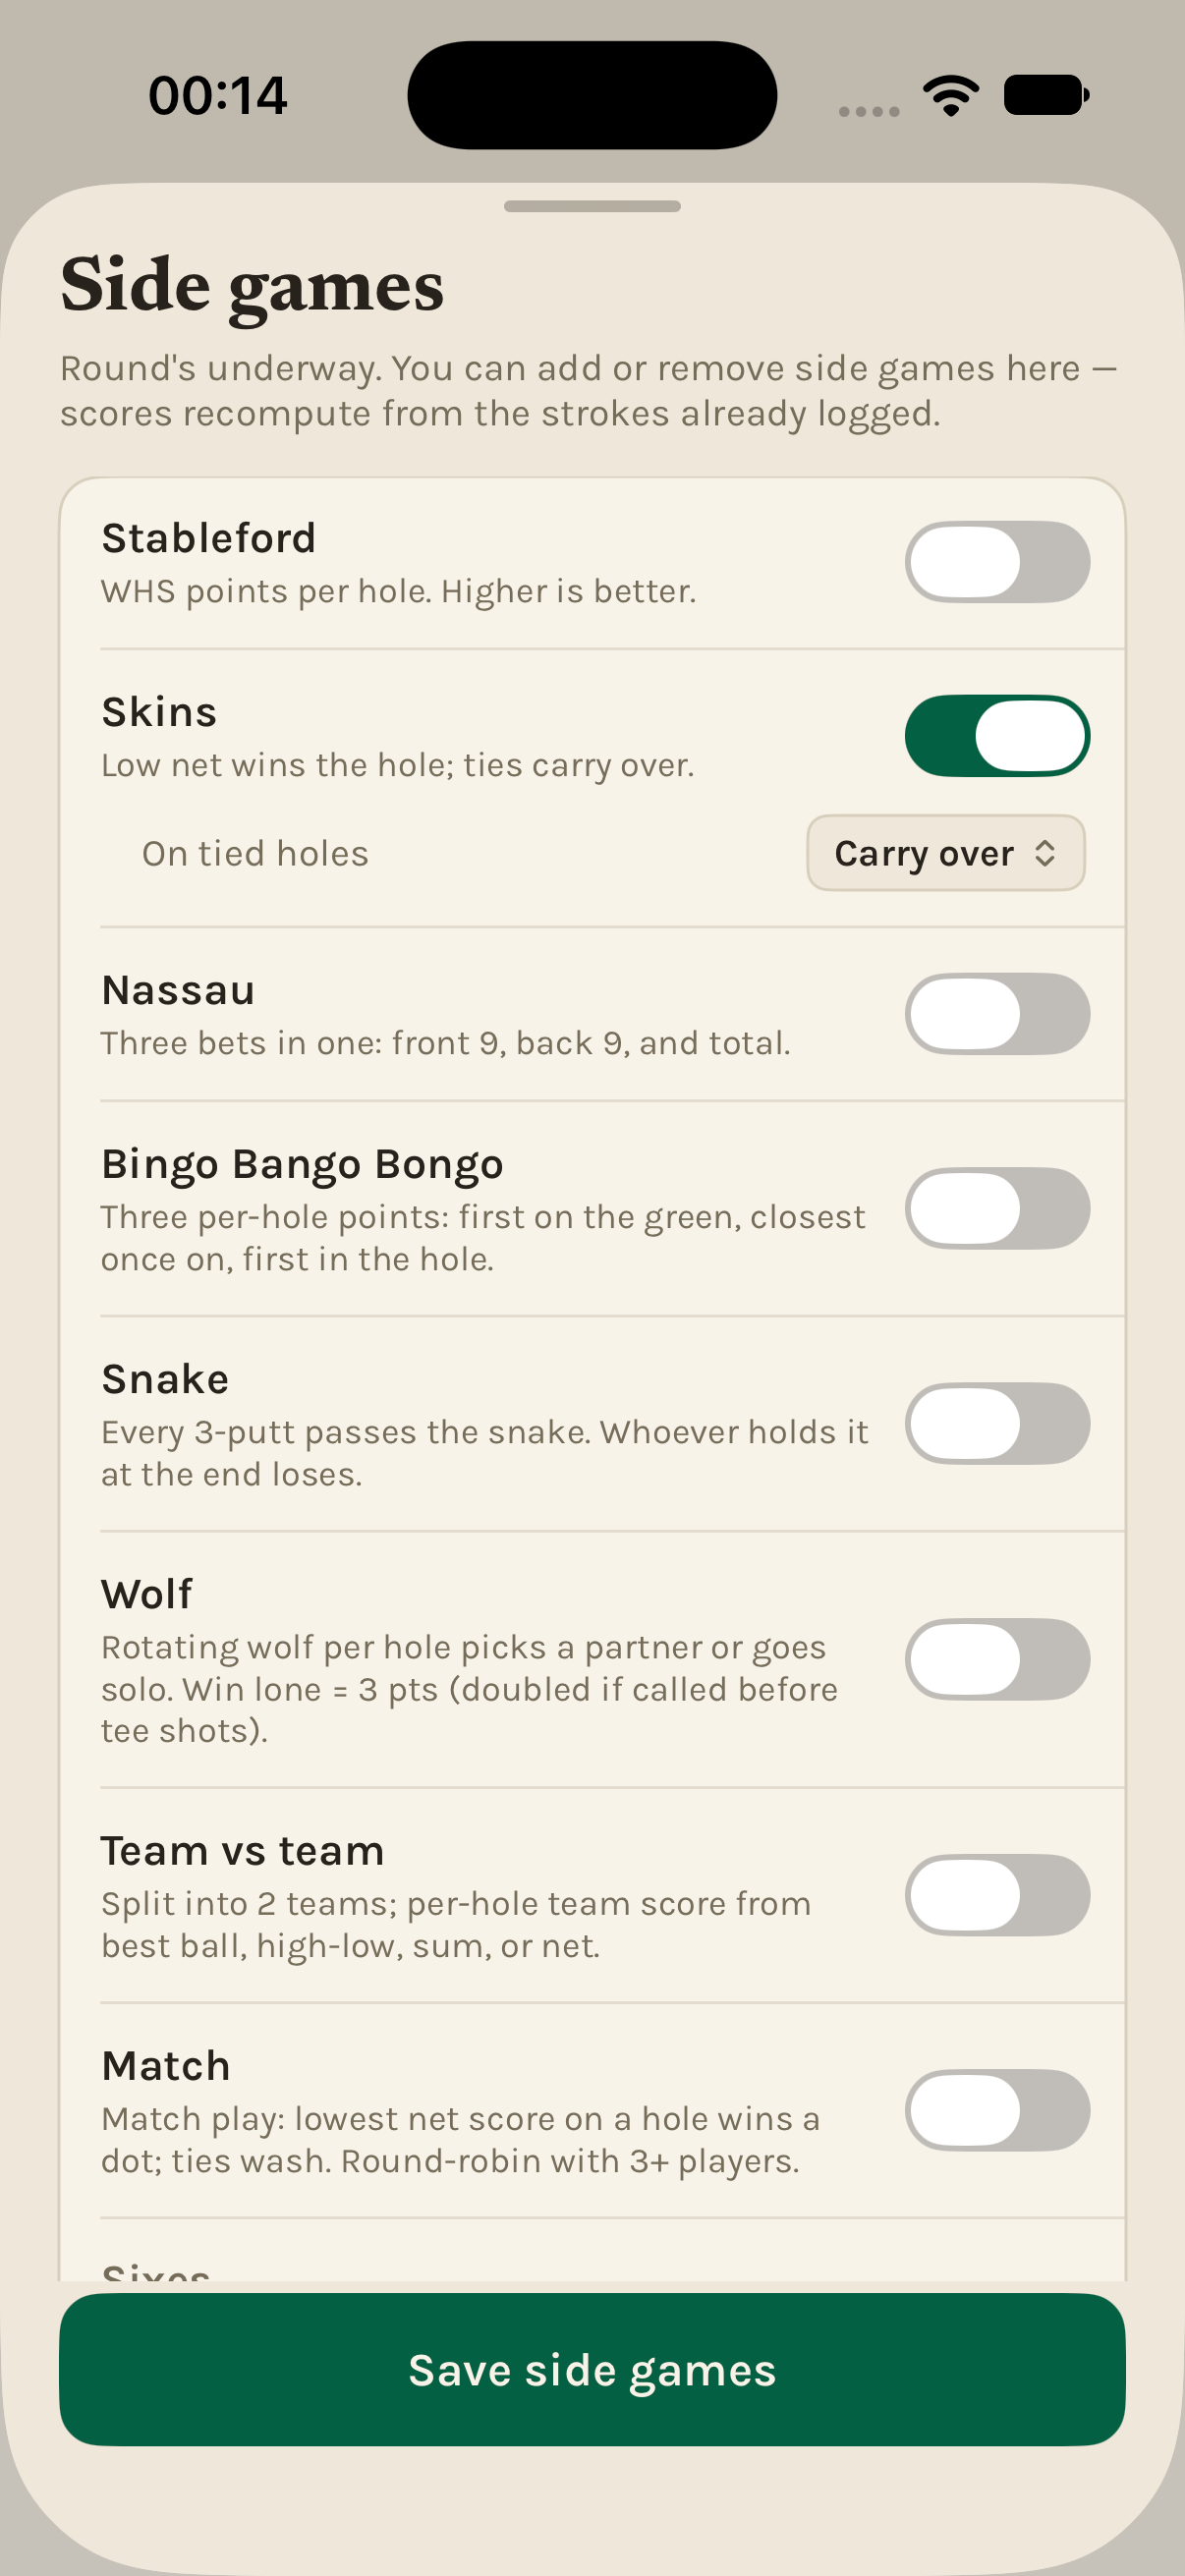 00:14
Side games
Round's underway. You can add or remove side games here —
scores recompute from the strokes already logged.
Stableford
WHS points per hole. Higher is better.
Skins
Low net wins the hole; ties carry over.
On tied holes
Carry over
Nassau
Three bets in one: front 9, back 9, and total.
Bingo Bango Bongo
Three per-hole points: first on the green, closest
once on, first in the hole.
Snake
Every 3-putt passes the snake. Whoever holds it
at the end loses.
Wolf
Rotating wolf per hole picks a partner or goes
solo. Win lone = 3 pts (doubled if called before
tee shots).
Team vs team
Split into 2 teams; per-hole team score from
best ball, high-low, sum, or net.
Match
Match play: lowest net score on a hole wins a
dot; ties wash. Round-robin with 3+ players.
Sixes
Save side games